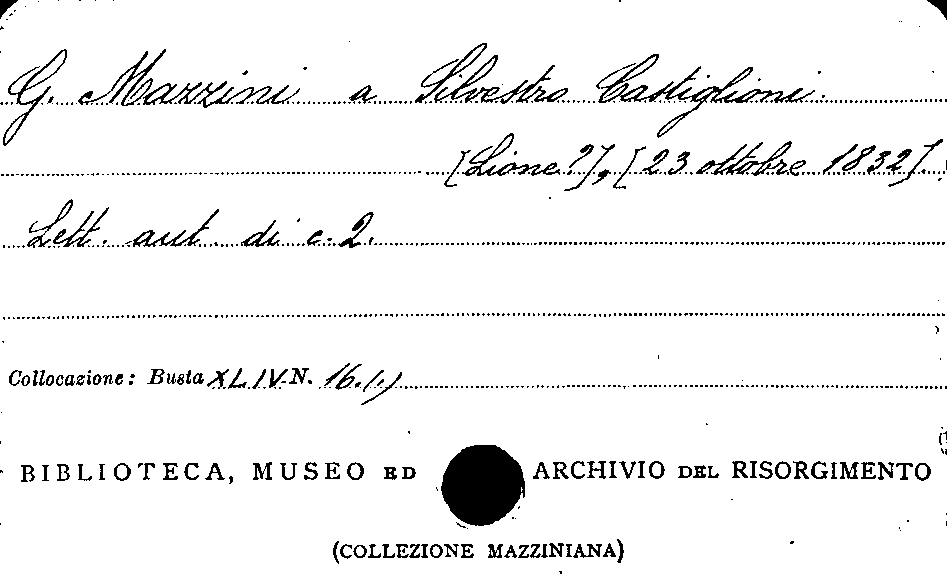 G. Mazzini a Silvestro Castiglioni.
[Lione?], [23 ottobre 1832].
Lett. aut. di c. 2.
Collocazione: Busta XLIV N. 16.(1)
BIBLIOTECA, MUSEO ED ARCHIVIO DEL RISORGIMENTO
(COLLEZIONE MAZZINIANA)